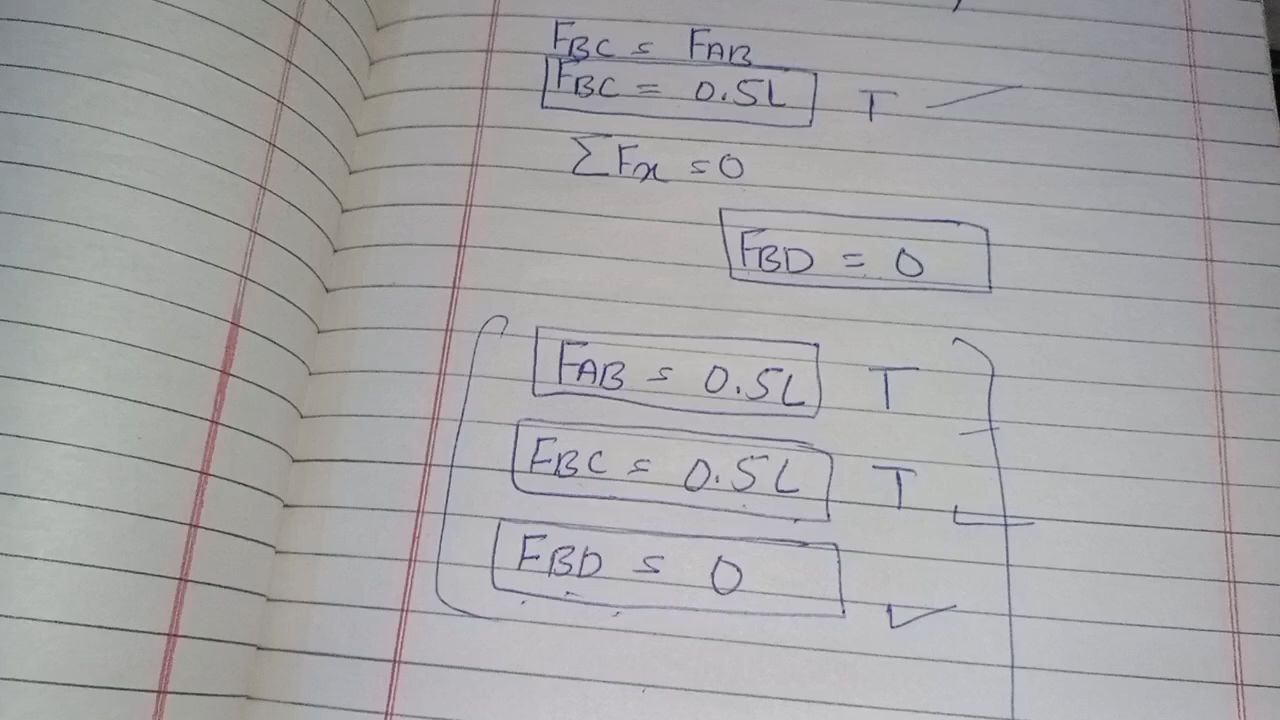 FBC = FAB
FBC = 0.5L T
ΣFx = 0
FBD = 0
FAB = 0.5L T
FBC = 0.5L T
FBD = 0